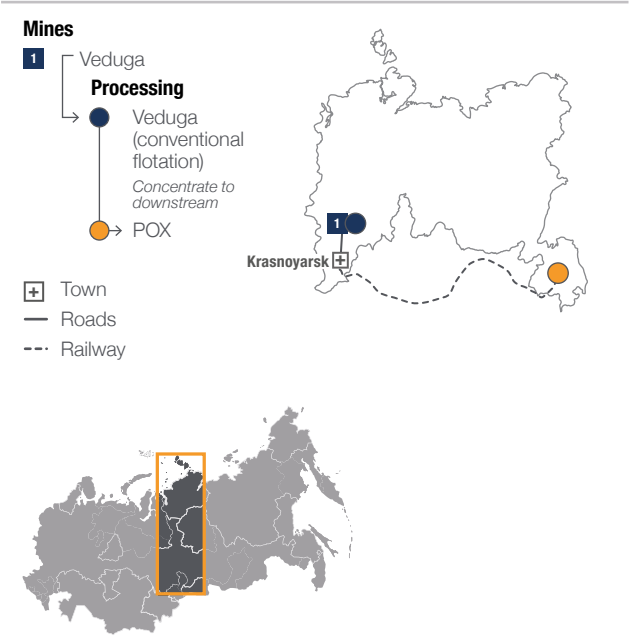 Mines
1 Veduga
Processing
Veduga
(conventional
flotation)
Concentrate to
downstream
POX
1
Krasnoyarsk
Town
Roads
Railway